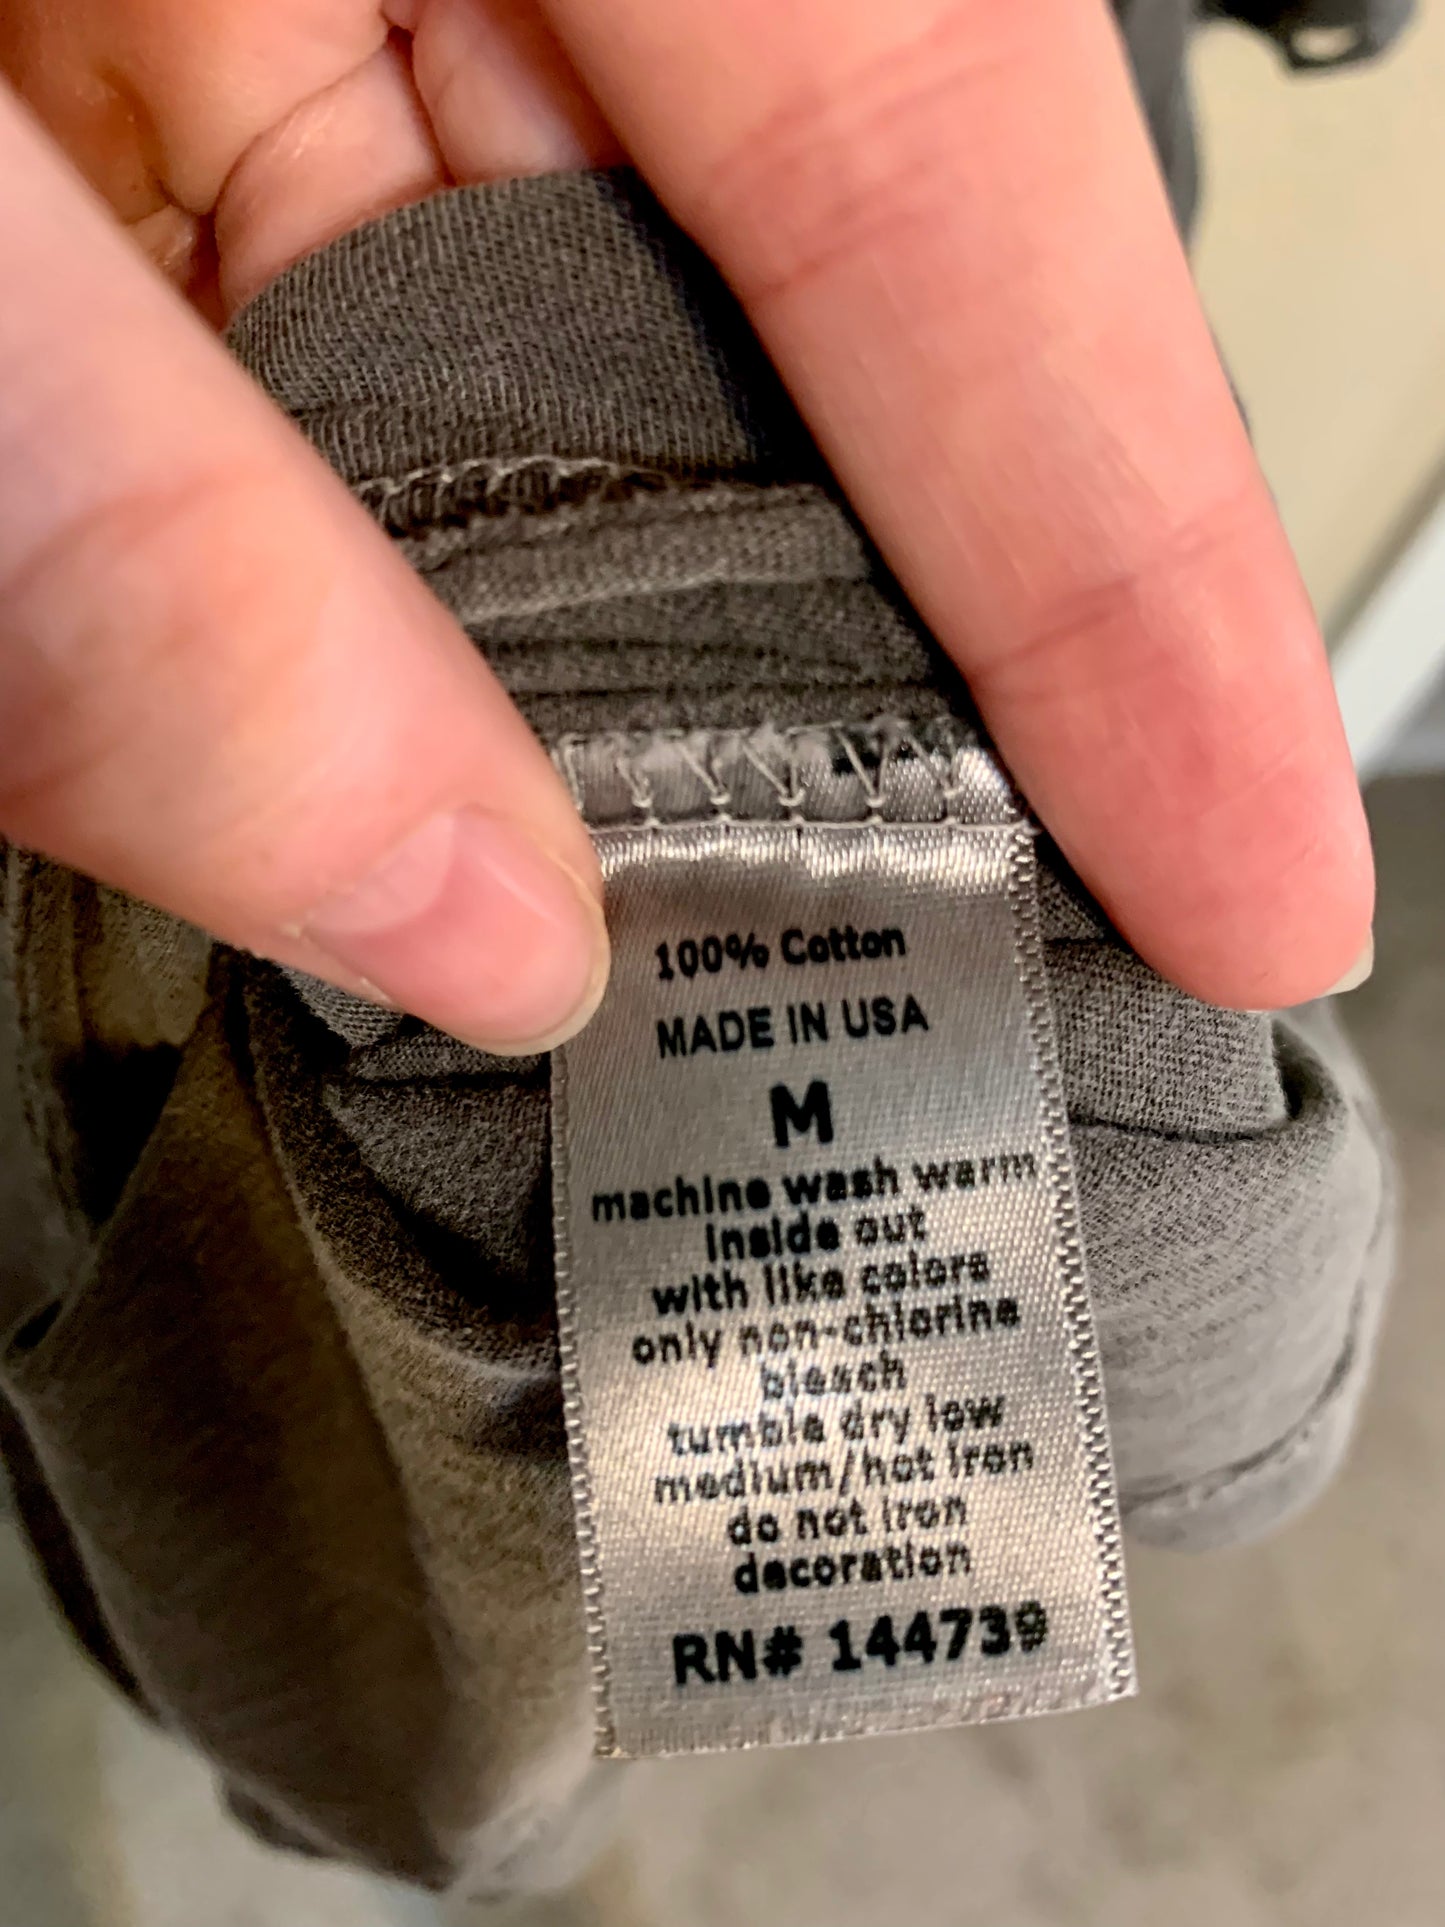 100% Cotton
MADE IN USA
M
machine wash warm
inside out
with like colors
only non-chlorine
bleach
tumble dry low
medium/hot iron
do not iron
decoration
RN# 144739